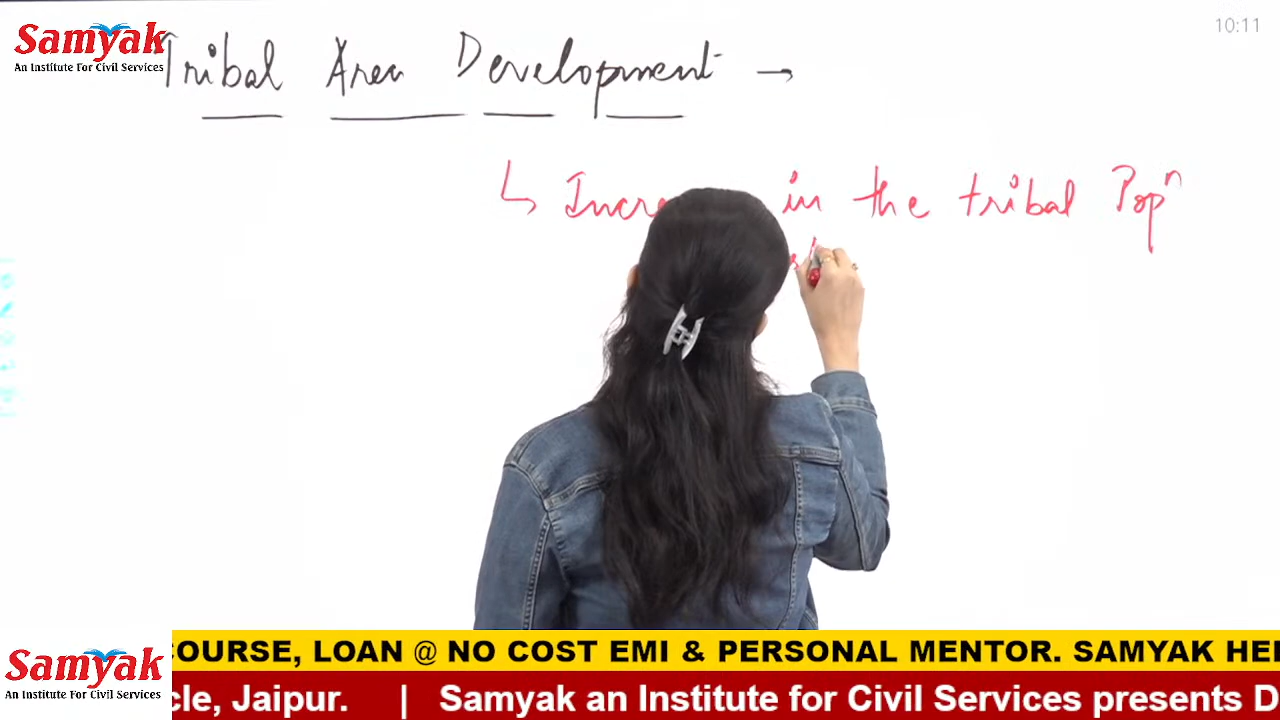 10:11
Samyak
An Institute For Civil Services
Tribal Area Development →
↳ Incre in the tribal Popⁿ
COURSE, LOAN @ NO COST EMI & PERSONAL MENTOR. SAMYAK HEL
Samyak
An Institute For Civil Services
cle, Jaipur. | Samyak an Institute for Civil Services presents D